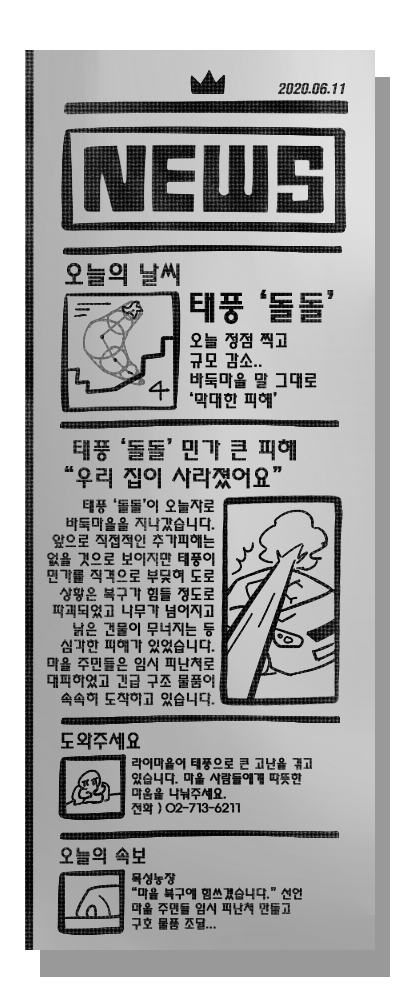 2020.06.11
NEWS
오늘의 날씨
태풍 ‘돌돌’
오늘 정점 찍고
규모 감소..
바둑마을 말 그대로
‘막대한 피해’
4
태풍 ‘돌돌’ 민가 큰 피해
“우리 집이 사라졌어요”
태풍 ‘돌돌’이 오늘자로
바둑마을을 지나갔습니다.
앞으로 직접적인 추가피해는
없을 것으로 보이지만 태풍이
민가를 직격으로 부딪혀 도로
상황은 복구가 힘들 정도로
파괴되었고 나무가 넘어지고
낡은 건물이 무너지는 등
심각한 피해가 있었습니다.
마을 주민들은 임시 피난처로
대피하였고 긴급 구조 물품이
속속히 도착하고 있습니다.
도와주세요
라이마을이 태풍으로 큰 고난을 겪고
있습니다. 마을 사람들에게 따뜻한
마음을 나눠주세요.
전화 ) 02-713-6211
오늘의 속보
목성농장
“마을 복구에 힘쓰겠습니다.” 선언
마을 주민들 임시 피난처 만들고
구호 물품 조달...